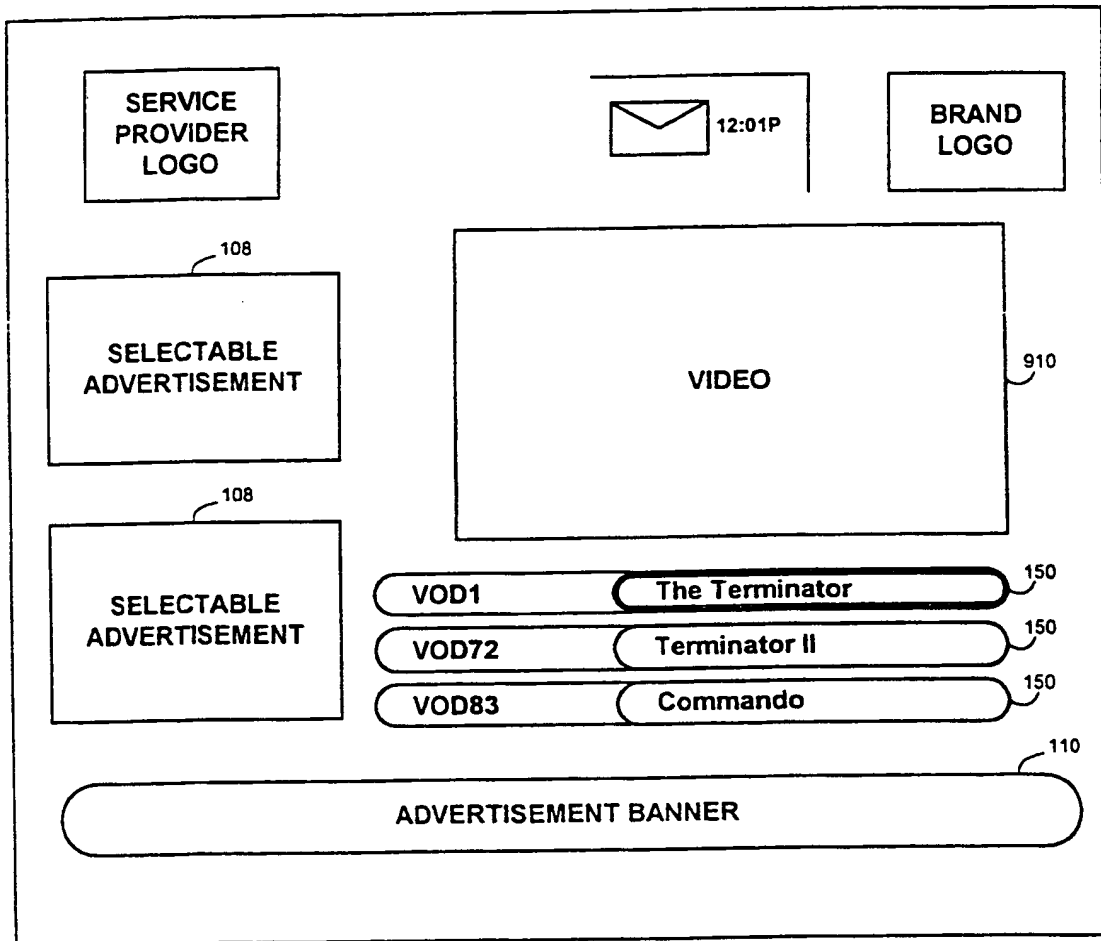 SERVICE
PROVIDER
LOGO
12:01P
BRAND
LOGO
108
SELECTABLE
ADVERTISEMENT
VIDEO
910
108
SELECTABLE
ADVERTISEMENT
VOD1 The Terminator 150
VOD72 Terminator II 150
VOD83 Commando 150
110
ADVERTISEMENT BANNER